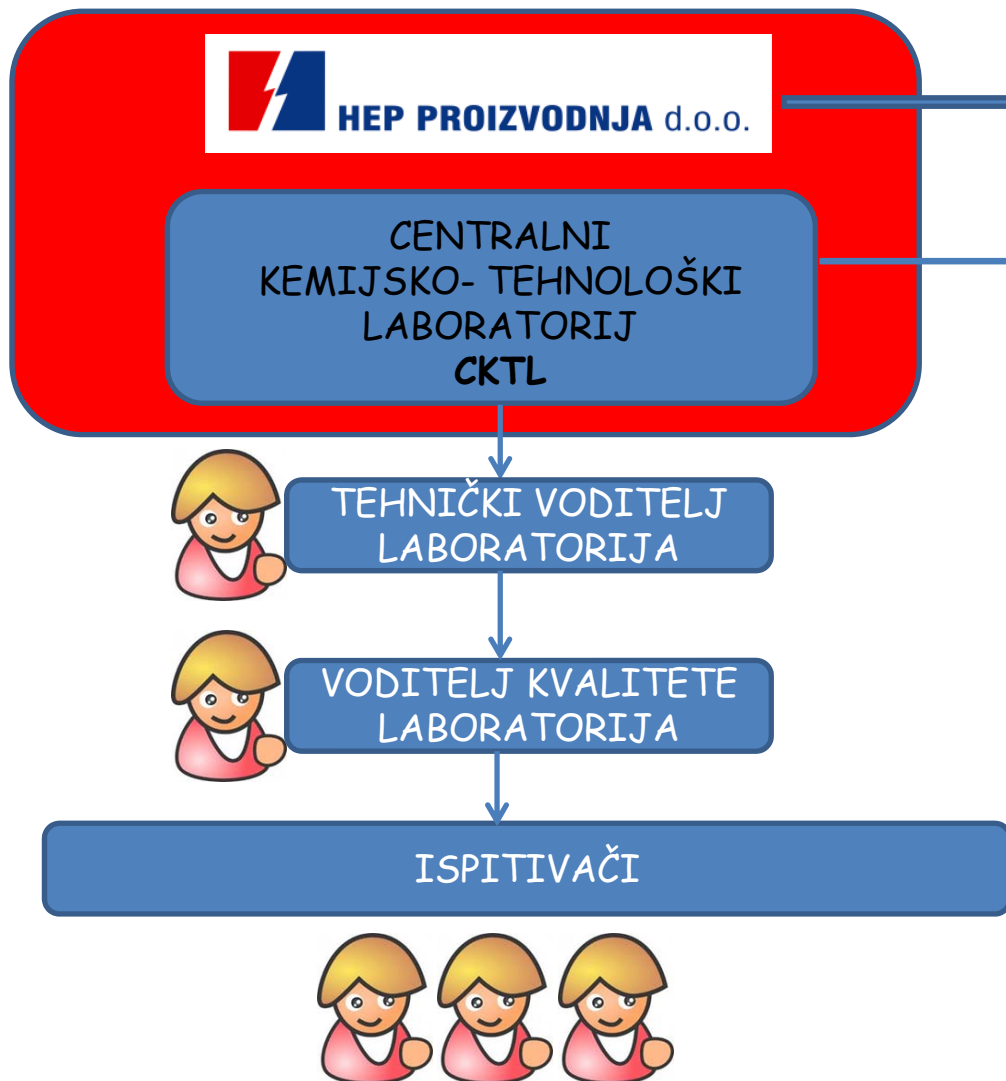 HEP PROIZVODNJA d.o.o.
CENTRALNI
KEMIJSKO- TEHNOLOŠKI
LABORATORIJ
CKTL
TEHNIČKI VODITELJ
LABORATORIJA
VODITELJ KVALITETE
LABORATORIJA
ISPITIVAČI